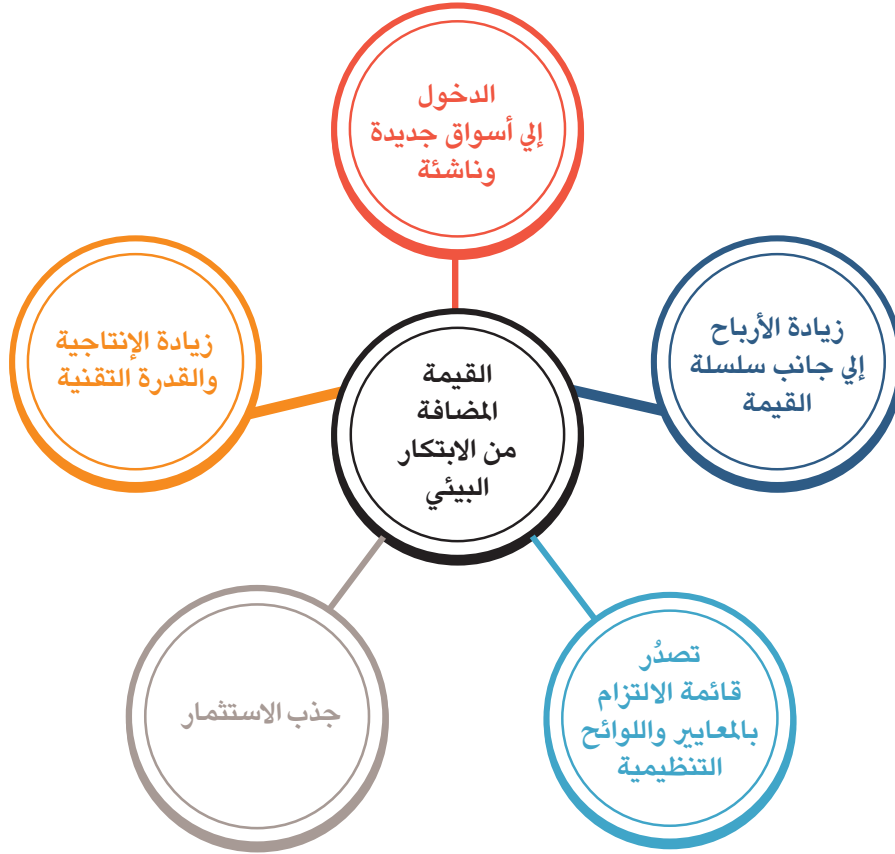 الدخول
إلي أسواق جديدة
وناشئة
زيادة الأرباح
إلي جانب سلسلة
القيمة
زيادة الإنتاجية
والقدرة التقنية
القيمة
المضافة
من الابتكار
البيئي
تصدُر
قائمة الالتزام
بالمعايير واللوائح
التنظيمية
جذب الاستثمار